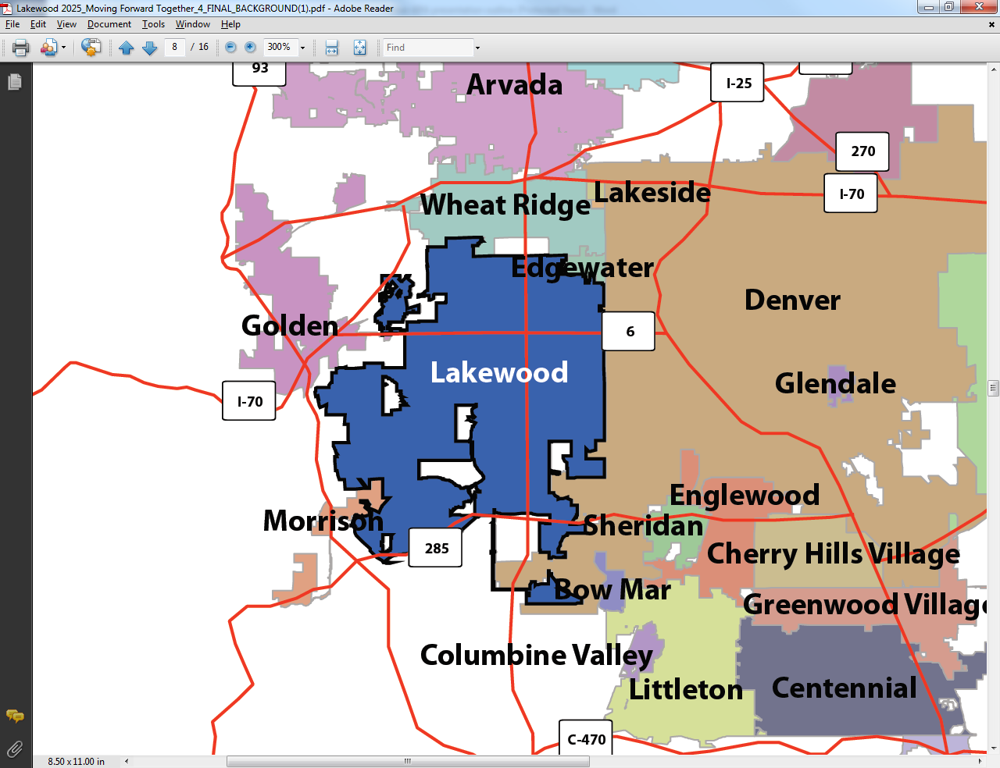 Lakewood 2025_Moving Forward Together_4_FINAL_BACKGROUND(1).pdf - Adobe Reader
File Edit View Document Tools Window Help
8 / 16 300% Find
93
Arvada
I-25
270
Lakeside
I-70
Wheat Ridge
Edgewater
Denver
Golden
6
Lakewood
Glendale
I-70
Englewood
Morrison
Sheridan
285
Cherry Hills Village
Bow Mar
Greenwood Village
Columbine Valley
Littleton
Centennial
C-470
8.50 x 11.00 in